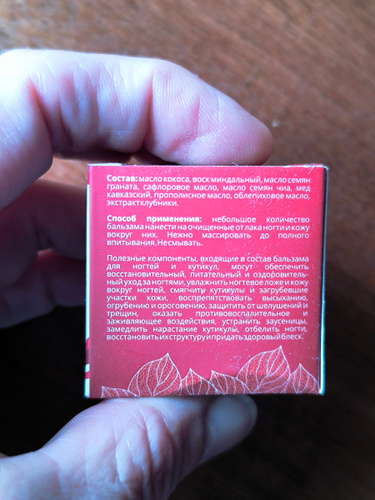 Состав: масло кокоса, воск миндальный, масло семян
граната, сафлоровое масло, масло семян чиа, мед
кавказский, прополисное масло, облепиховое масло,
экстракт клубники.
Способ применения: небольшое количество
бальзама нанести на очищенные от лака ногти и кожу
вокруг них. Нежно массировать до полного
впитывания. Не смывать.
Полезные компоненты, входящие в состав бальзама
для ногтей и кутикул, могут обеспечить
восстановительный, питательный и оздоровитель-
ный уход за ногтями, увлажнить ногтевое ложе и кожу
вокруг ногтей, смягчить кутикулы и загрубевшие
участки кожи, воспрепятствовать высыханию,
огрубению и ороговению, защитить от шелушений и
трещин, оказать противовоспалительное и
заживляющее воздействия, устранить заусеницы,
замедлить нарастание кутикулы, отбелить ногти,
восстановить их структуру и придать здоровый блеск.